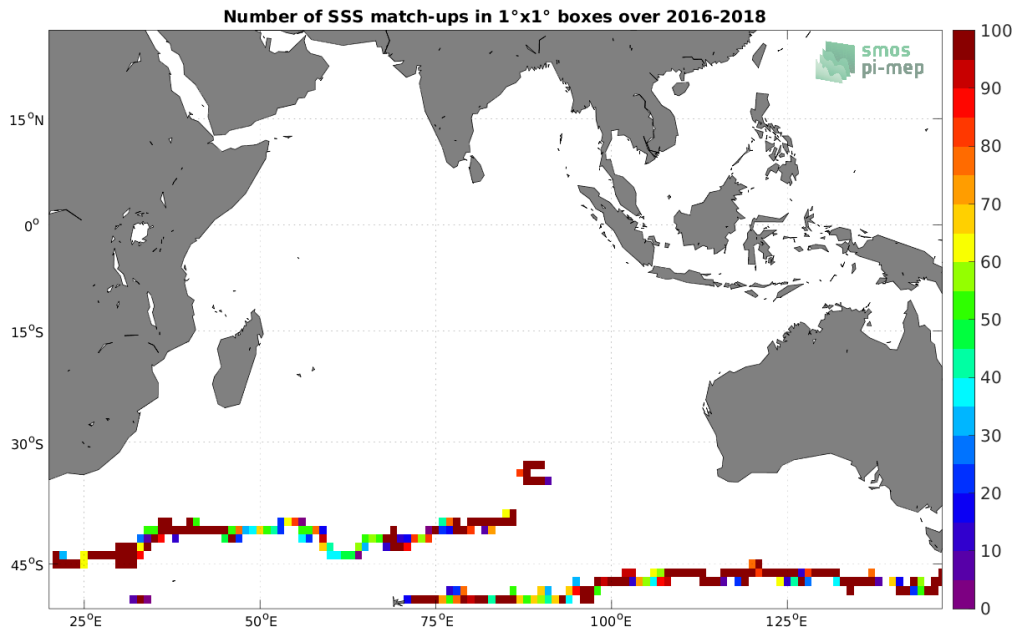 Number of SSS match-ups in 1°x1° boxes over 2016-2018
smos
pi-mep
15°N
0°
15°S
30°S
45°S
25°E
50°E
75°E
100°E
125°E
100
90
80
70
60
50
40
30
20
10
0